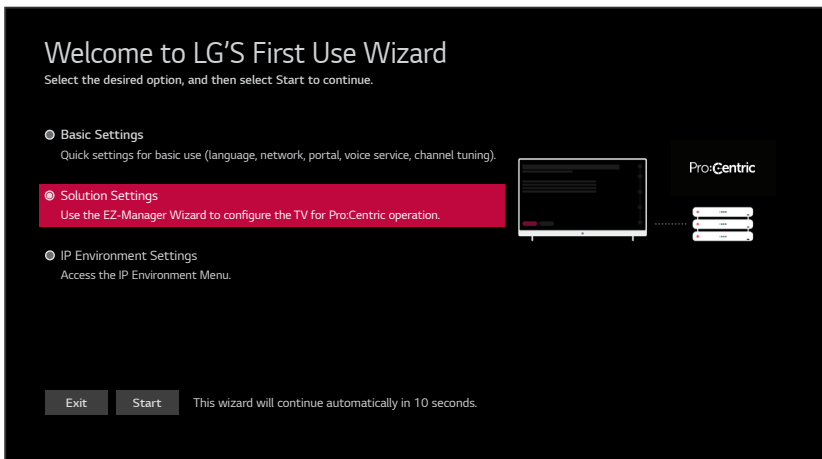 Welcome to LG'S First Use Wizard
Select the desired option, and then select Start to continue.
Basic Settings
Quick settings for basic use (language, network, portal, voice service, channel tuning).
Pro:Centric
Solution Settings
Use the EZ-Manager Wizard to configure the TV for Pro:Centric operation.
IP Environment Settings
Access the IP Environment Menu.
Exit Start This wizard will continue automatically in 10 seconds.